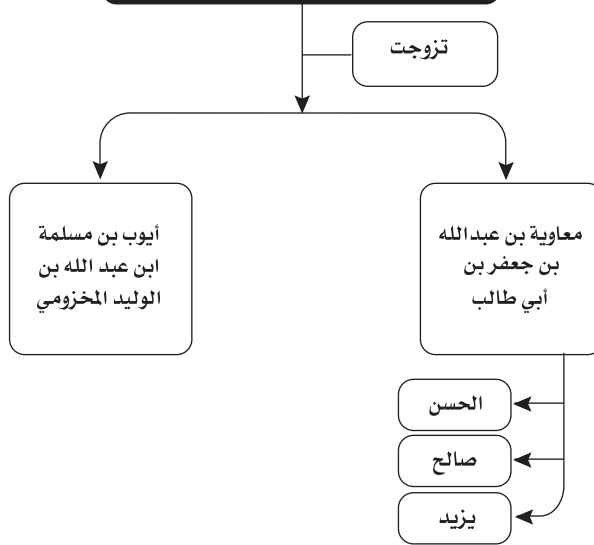 تزوجت
معاوية بن عبدالله
بن جعفر بن
أبي طالب
أيوب بن مسلمة
ابن عبد الله بن
الوليد المخزومي
الحسن
صالح
يزيد